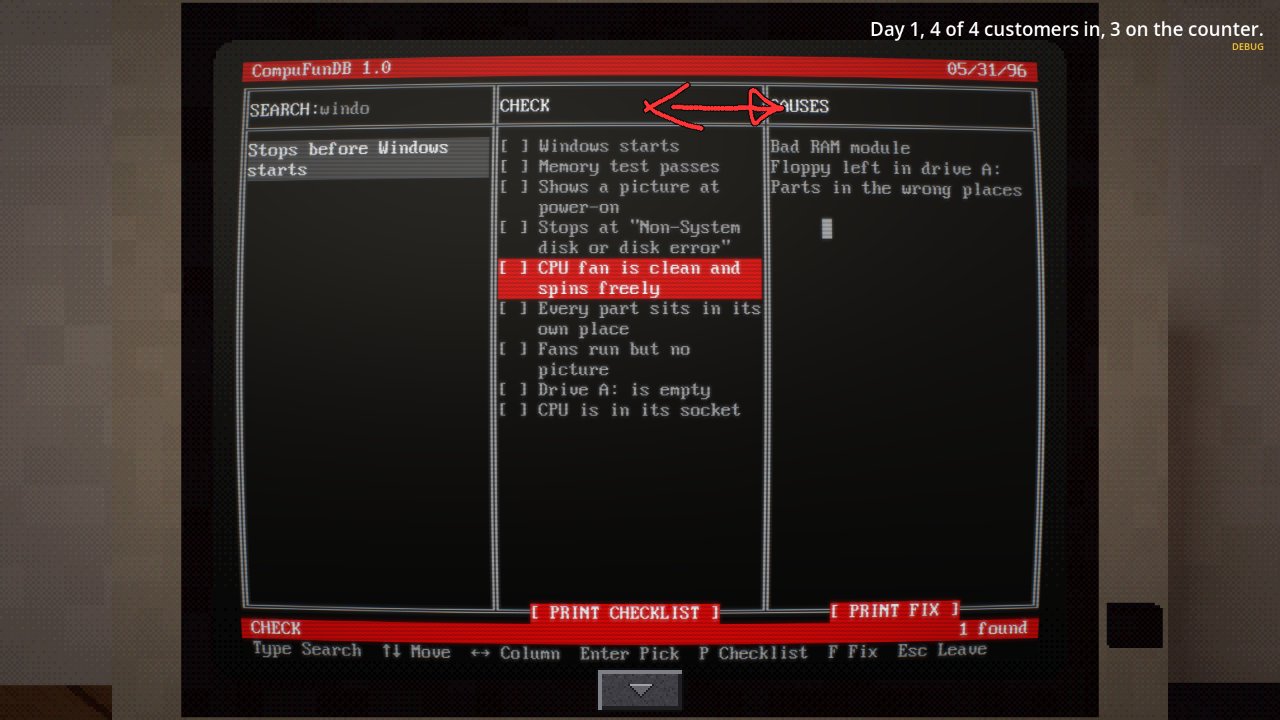 Day 1, 4 of 4 customers in, 3 on the counter.
DEBUG
CompuFunDB 1.0
05/31/96
SEARCH:windo
Stops before Windows
starts
CHECK
[ ] Windows starts
[ ] Memory test passes
[ ] Shows a picture at
power-on
[ ] Stops at "Non-System
disk or disk error"
[ ] CPU fan is clean and
spins freely
[ ] Every part sits in its
own place
[ ] Fans run but no
picture
[ ] Drive A: is empty
[ ] CPU is in its socket
[ PRINT CHECKLIST ]
CAUSES
Bad RAM module
Floppy left in drive A:
Parts in the wrong places
[ PRINT FIX ]
CHECK
1 found
Type Search ↑↓ Move ↔ Column Enter Pick P Checklist F Fix Esc Leave